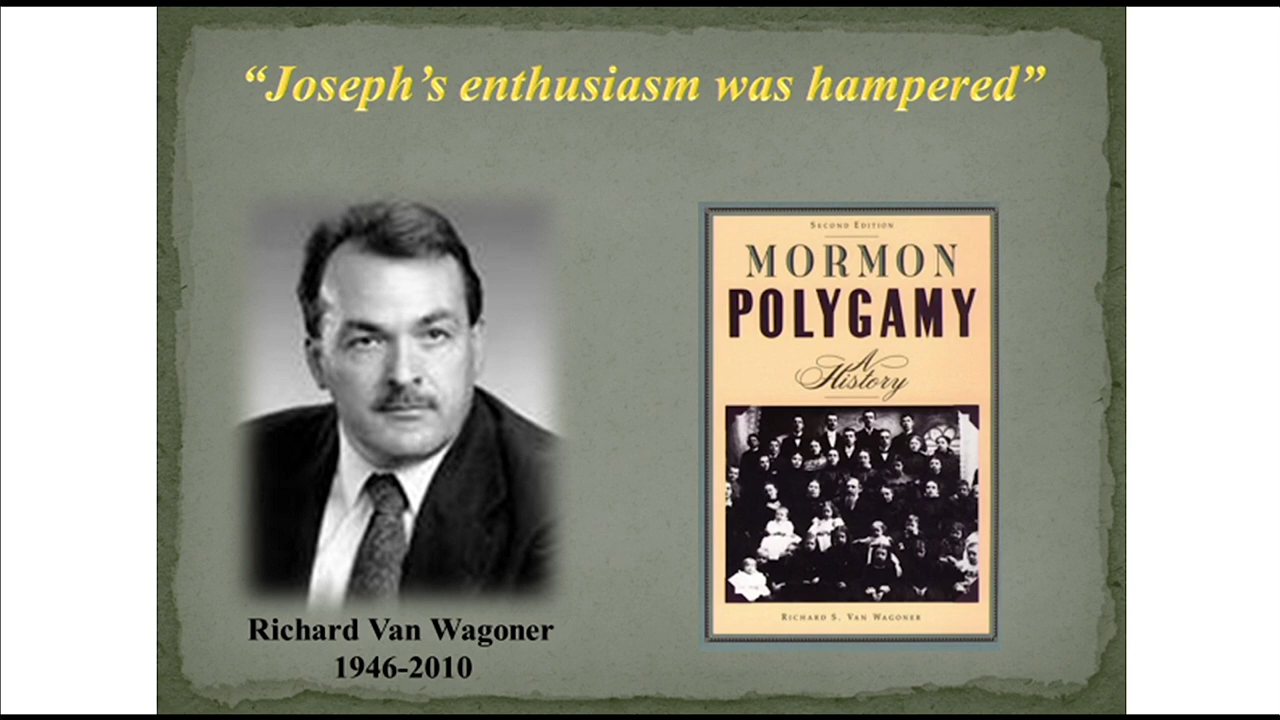 “Joseph’s enthusiasm was hampered”
SECOND EDITION
MORMON
POLYGAMY
A
History
RICHARD S. VAN WAGONER
Richard Van Wagoner
1946-2010